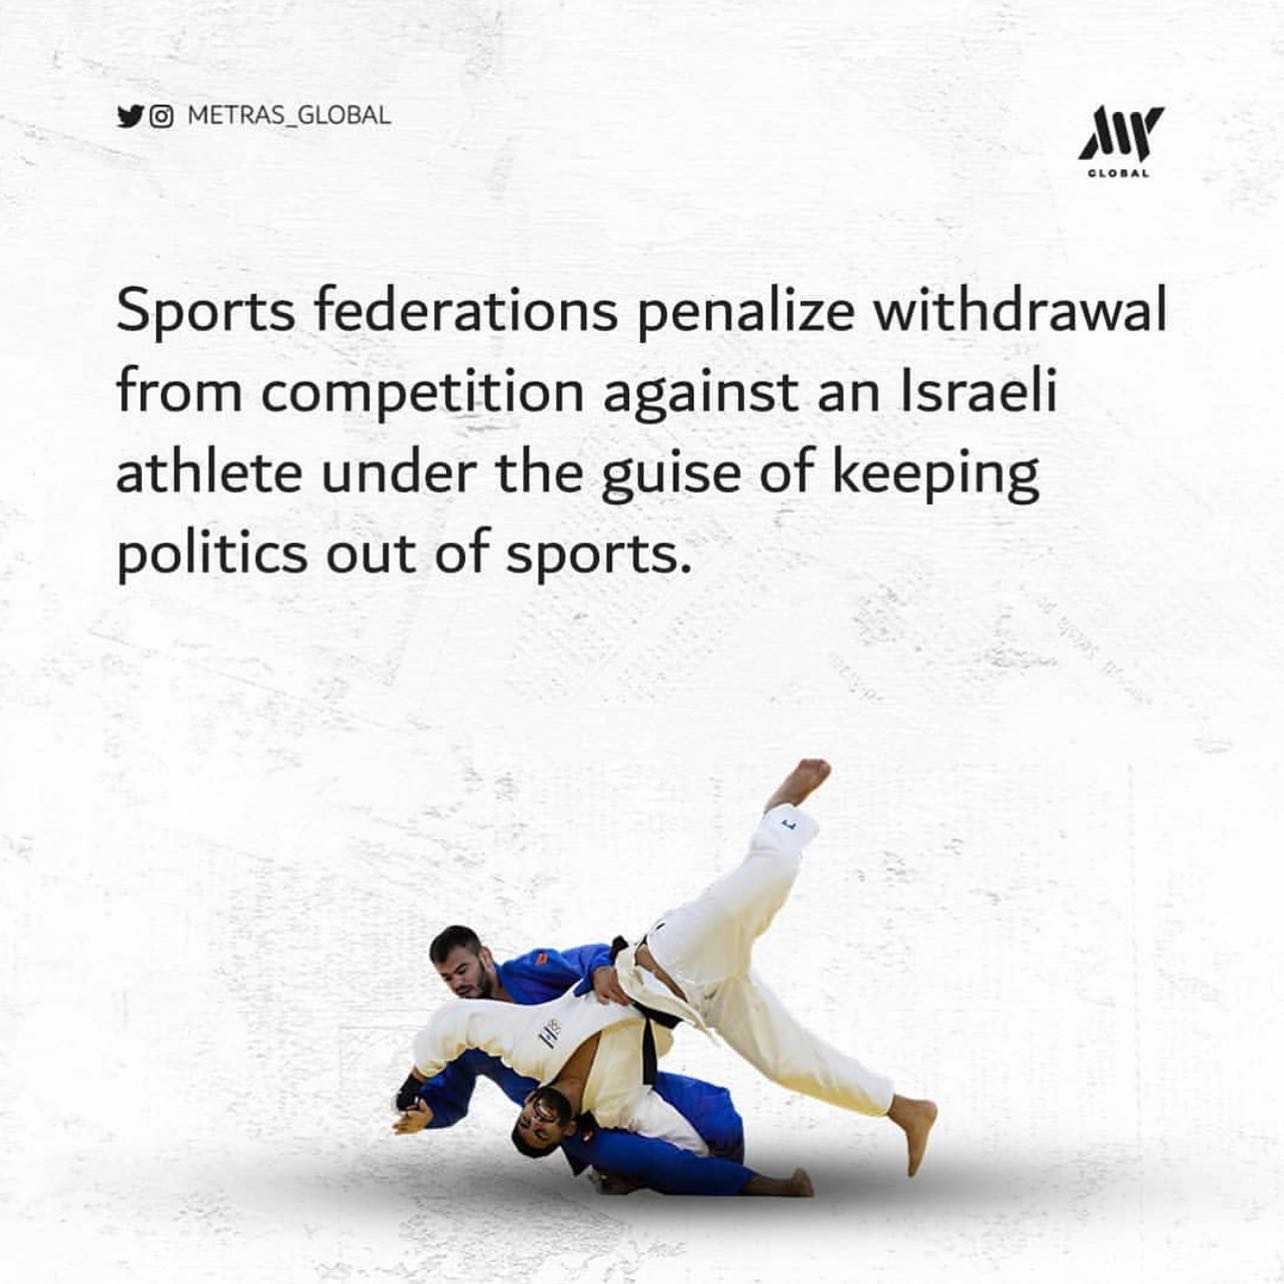 METRAS_GLOBAL
GLOBAL
Sports federations penalize withdrawal
from competition against an Israeli
athlete under the guise of keeping
politics out of sports.